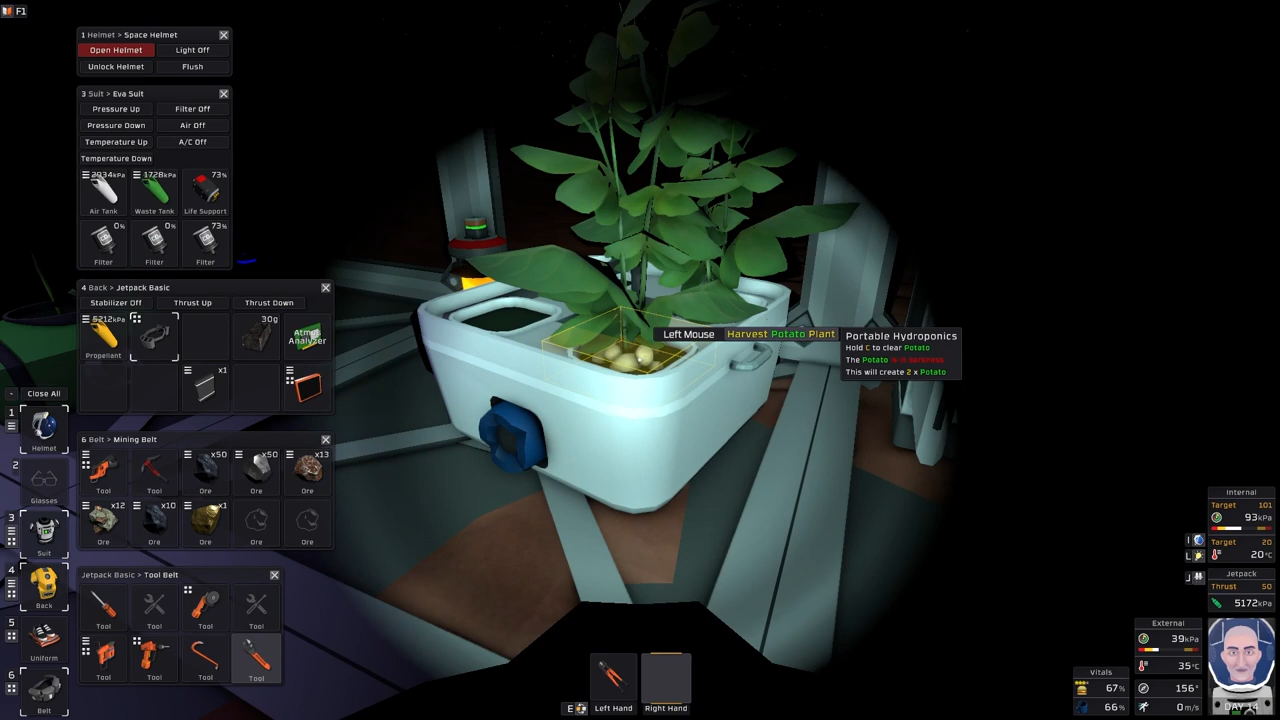 F1
1 Helmet > Space Helmet
Open Helmet
Light Off
Unlock Helmet
Flush
3 Suit > Eva Suit
Pressure Up
Filter Off
Pressure Down
Air Off
Temperature Up
A/C Off
Temperature Down
1728kPa
73%
Air Tank
Waste Tank
Life Support
0%
0%
73%
Filter
Filter
Filter
4 Back > Jetpack Basic
Stabilizer Off
Thrust Up
Thrust Down
5212kPa
30g
Propellant
Atmos Analyzer
x1
- Close All
1
Helmet
2
Glasses
3
Suit
4
Back
5
Uniform
6
Belt
6 Belt > Mining Belt
x50
x50
x13
Tool
Tool
Ore
Ore
Ore
x12
x10
x1
Ore
Ore
Ore
Ore
Ore
Jetpack Basic > Tool Belt
Tool
Tool
Tool
Tool
Tool
Tool
Tool
Tool
Left Mouse
Harvest Potato Plant
Portable Hydroponics
Hold C to clear Potato
The Potato is in darkness
This will create 2 x Potato
E
Left Hand
Right Hand
Internal
Target 101
93kPa
Target 20
20°C
I
L
Jetpack
Thrust 50
J
5172kPa
External
39kPa
35°C
156°
0m/s
Vitals
67%
66%
DAY 14